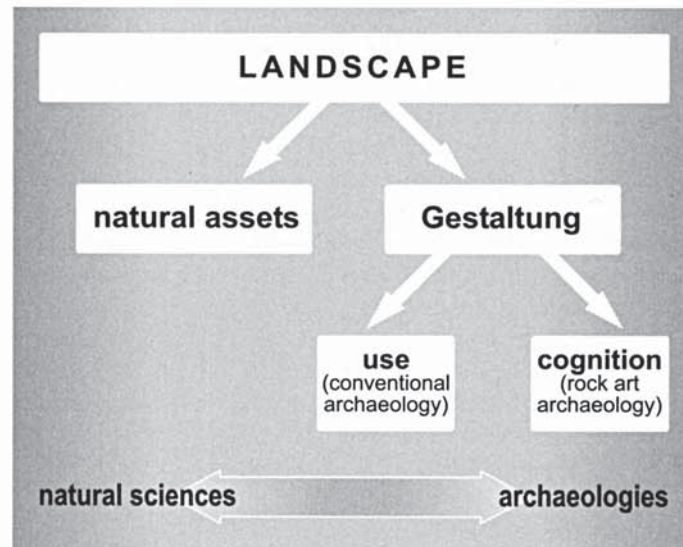 LANDSCAPE
natural assets
Gestaltung
use
(conventional
archaeology)
cognition
(rock art
archaeology)
natural sciences
archaeologies